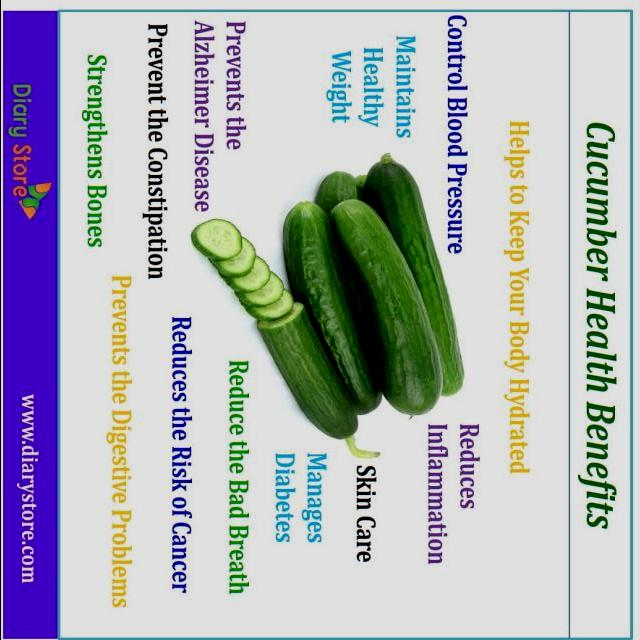 Cucumber Health Benefits
Helps to Keep Your Body Hydrated
Control Blood Pressure
Maintains
Healthy
Weight
Reduces
Inflammation
Skin Care
Manages
Diabetes
Prevents the
Alzheimer Disease
Reduce the Bad Breath
Prevent the Constipation
Reduces the Risk of Cancer
Strengthens Bones
Prevents the Digestive Problems
Diary Store
www.diarystore.com